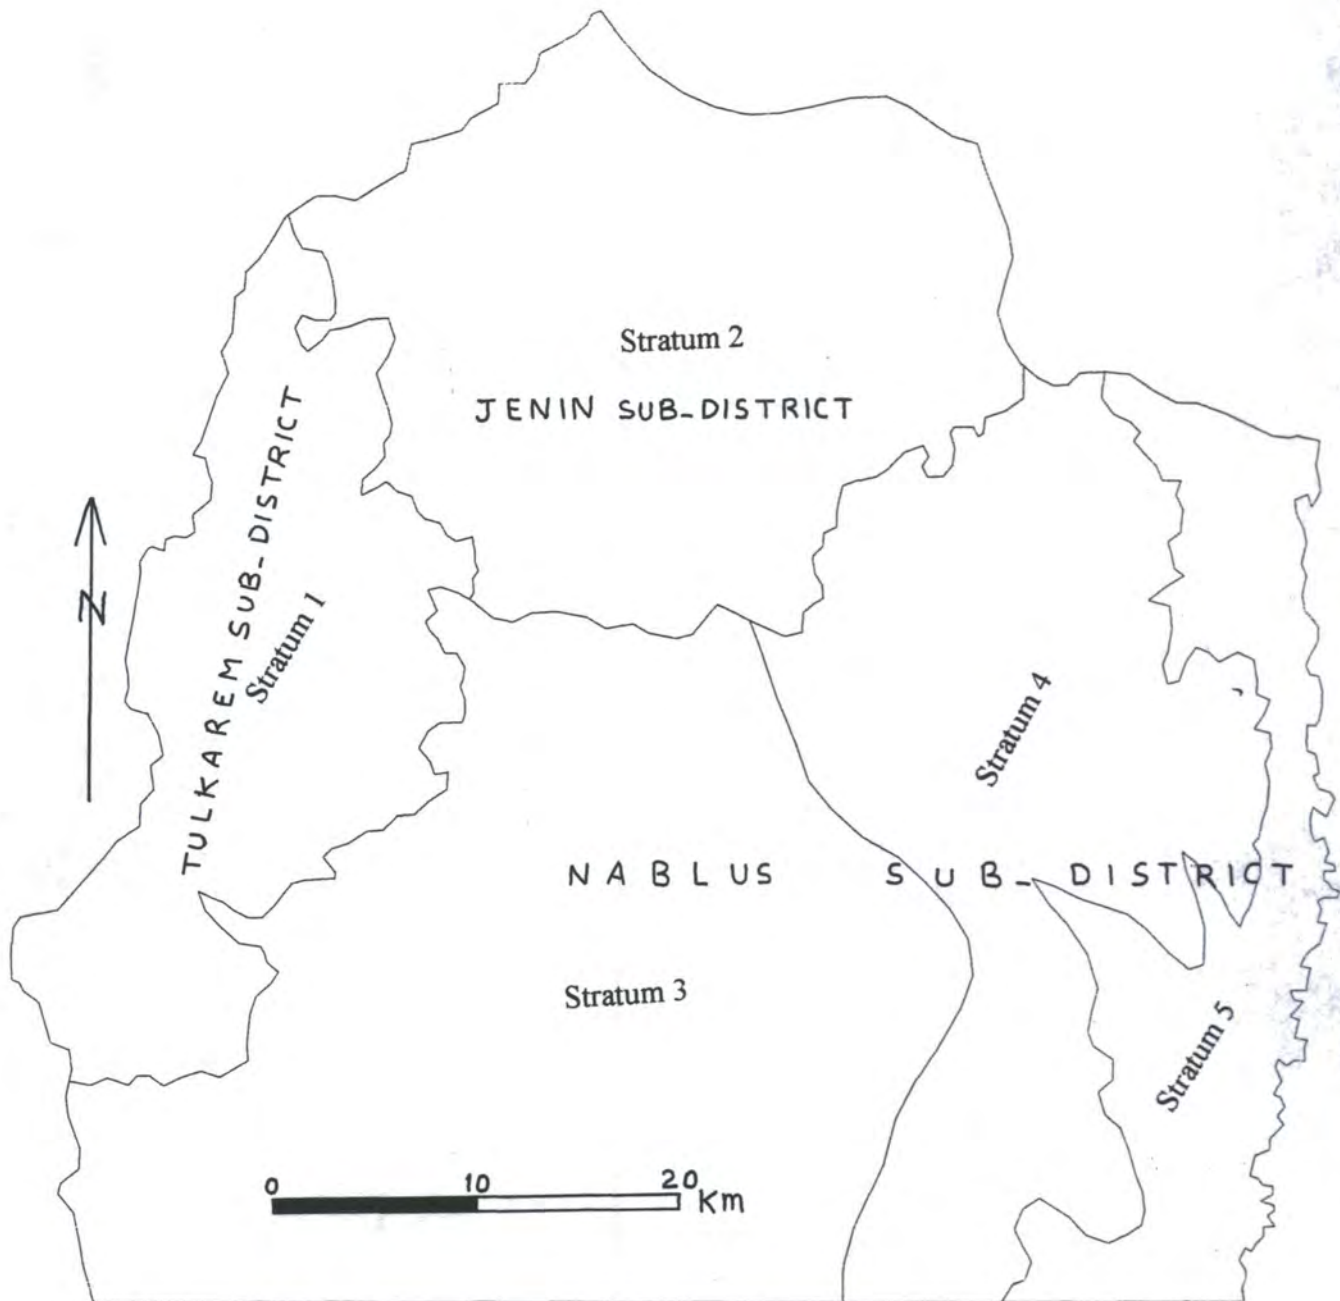 Stratum 2
JENIN SUB-DISTRICT
TULKAREM SUB-DISTRICT
Stratum 1
N
Stratum 4
NABLUS SUB-DISTRICT
Stratum 3
Stratum 5
0 10 20 Km